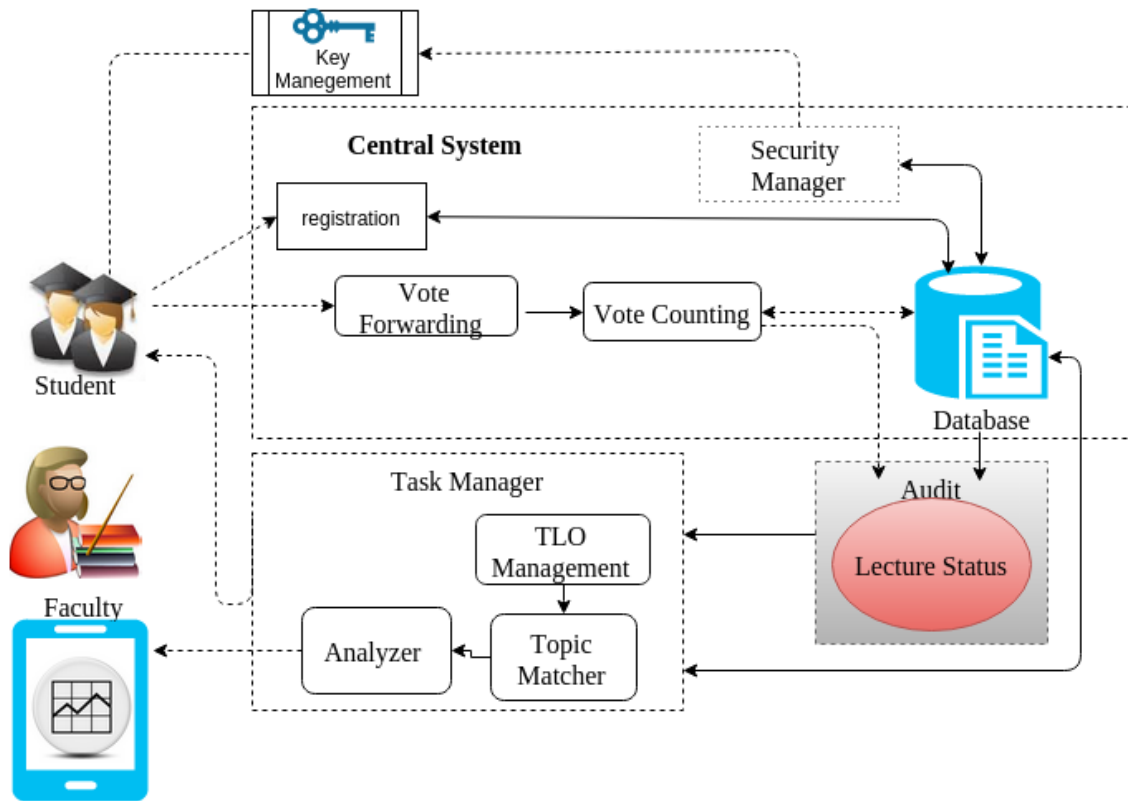 Key
Manegement
Central System
Security
Manager
registration
Vote
Forwarding
Vote Counting
Student
Database
Task Manager
Audit
TLO
Management
Lecture Status
Faculty
Analyzer
Topic
Matcher